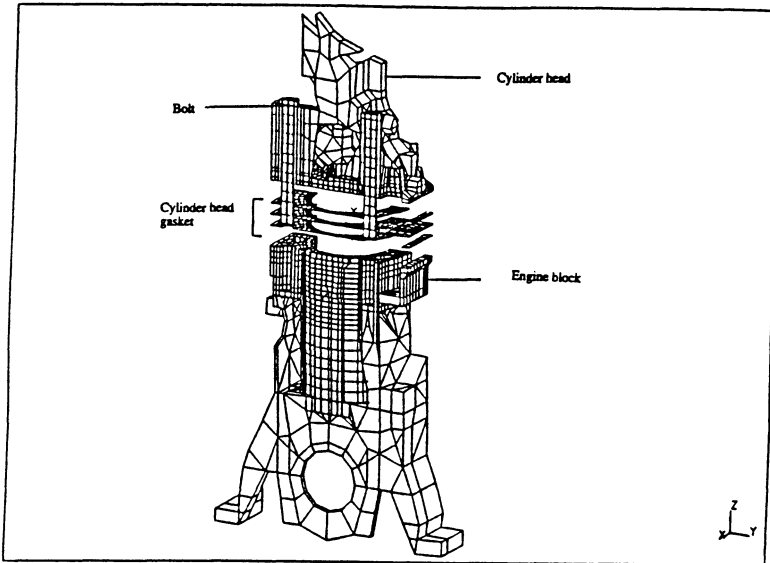 Cylinder head
Bolt
Cylinder head
gasket
Engine block
Z
X Y